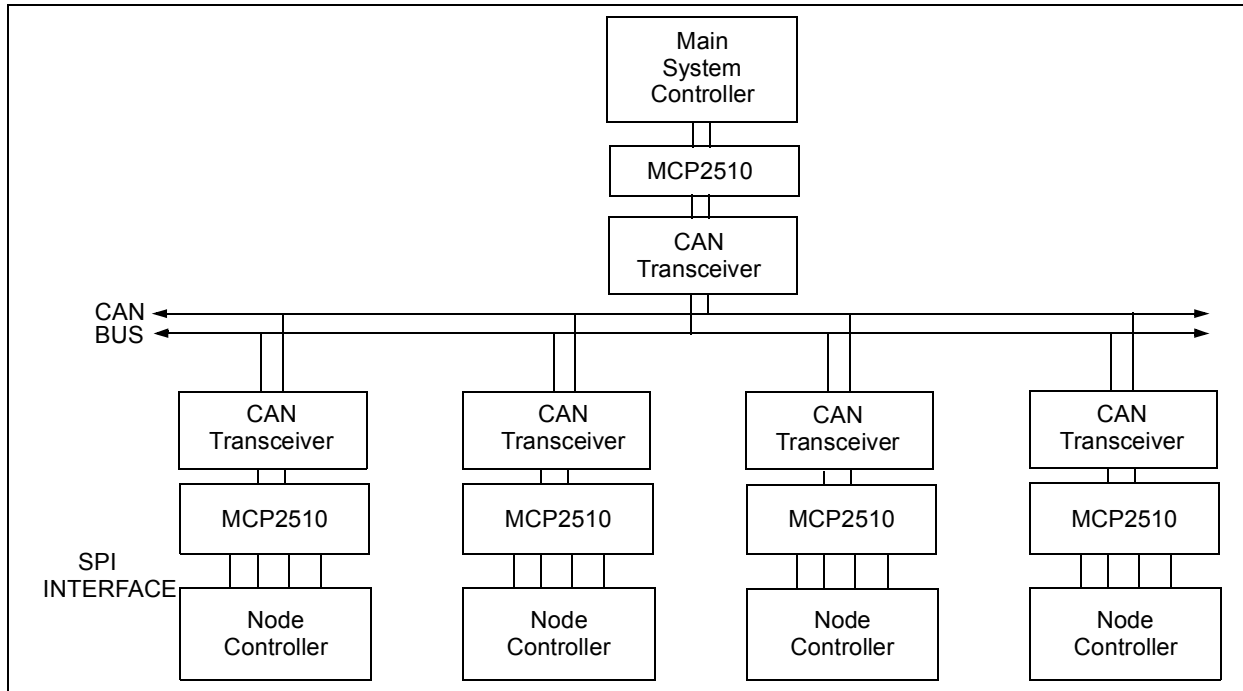 Main
System
Controller
MCP2510
CAN
Transceiver
CAN
BUS
CAN
Transceiver
CAN
Transceiver
CAN
Transceiver
CAN
Transceiver
MCP2510
MCP2510
MCP2510
MCP2510
SPI
INTERFACE
Node
Controller
Node
Controller
Node
Controller
Node
Controller